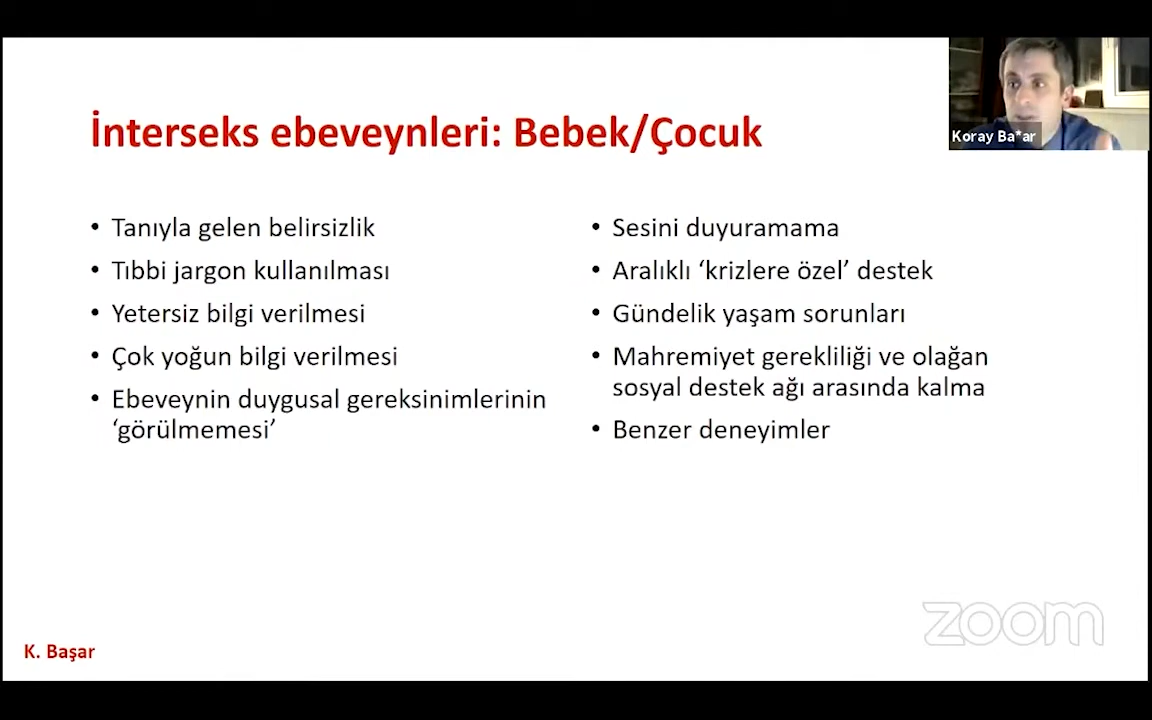 İnterseks ebeveynleri: Bebek/Çocuk
Koray Ba*ar
• Tanıyla gelen belirsizlik
• Tıbbi jargon kullanılması
• Yetersiz bilgi verilmesi
• Çok yoğun bilgi verilmesi
• Ebeveynin duygusal gereksinimlerinin
‘görülmemesi’
• Sesini duyuramama
• Aralıklı ‘krizlere özel’ destek
• Gündelik yaşam sorunları
• Mahremiyet gerekliliği ve olağan
sosyal destek ağı arasında kalma
• Benzer deneyimler
zoom
K. Başar